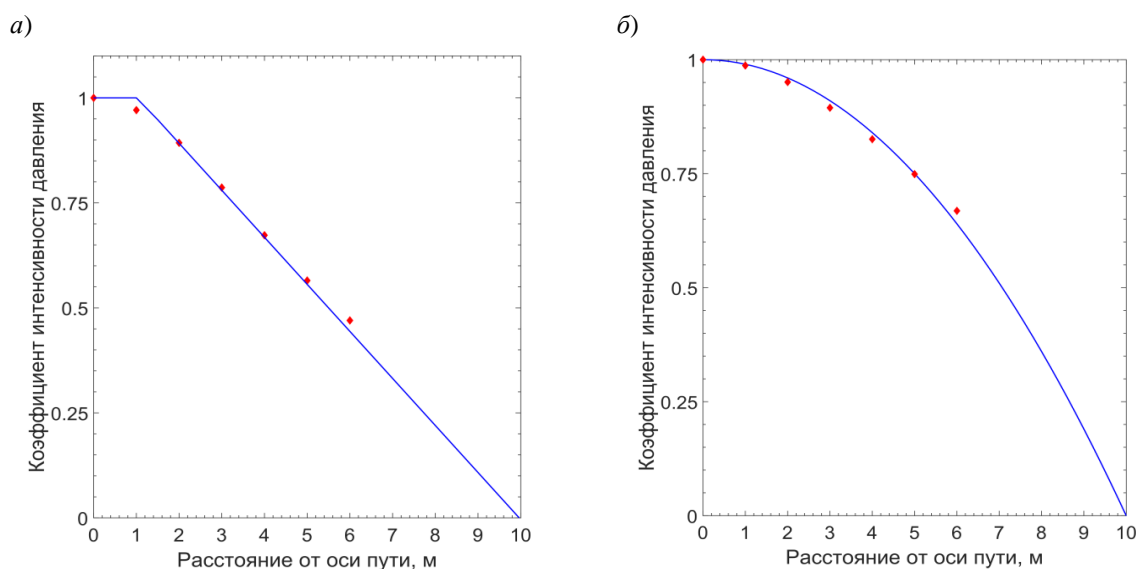 а)
Коэффициент интенсивности давления
1
0.75
0.5
0.25
0
0 1 2 3 4 5 6 7 8 9 10
Расстояние от оси пути, м
б)
Коэффициент интенсивности давления
1
0.75
0.5
0.25
0
0 1 2 3 4 5 6 7 8 9 10
Расстояние от оси пути, м